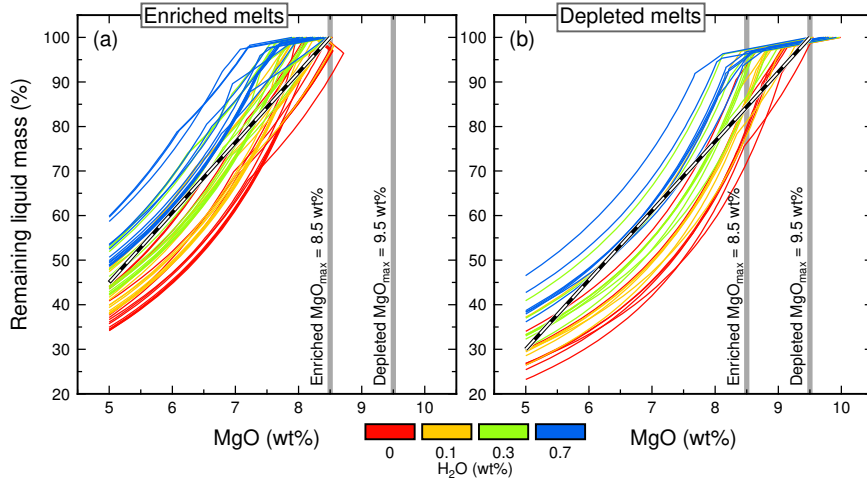 Enriched melts
Depleted melts
(a)
(b)
Remaining liquid mass (%)
100
90
80
70
60
50
40
30
20
100
90
80
70
60
50
40
30
20
Enriched MgOmax = 8.5 wt%
Depleted MgOmax = 9.5 wt%
Enriched MgOmax = 8.5 wt%
Depleted MgOmax = 9.5 wt%
5 6 7 8 9 10
5 6 7 8 9 10
MgO (wt%)
MgO (wt%)
0 0.1 0.3 0.7
H2O (wt%)